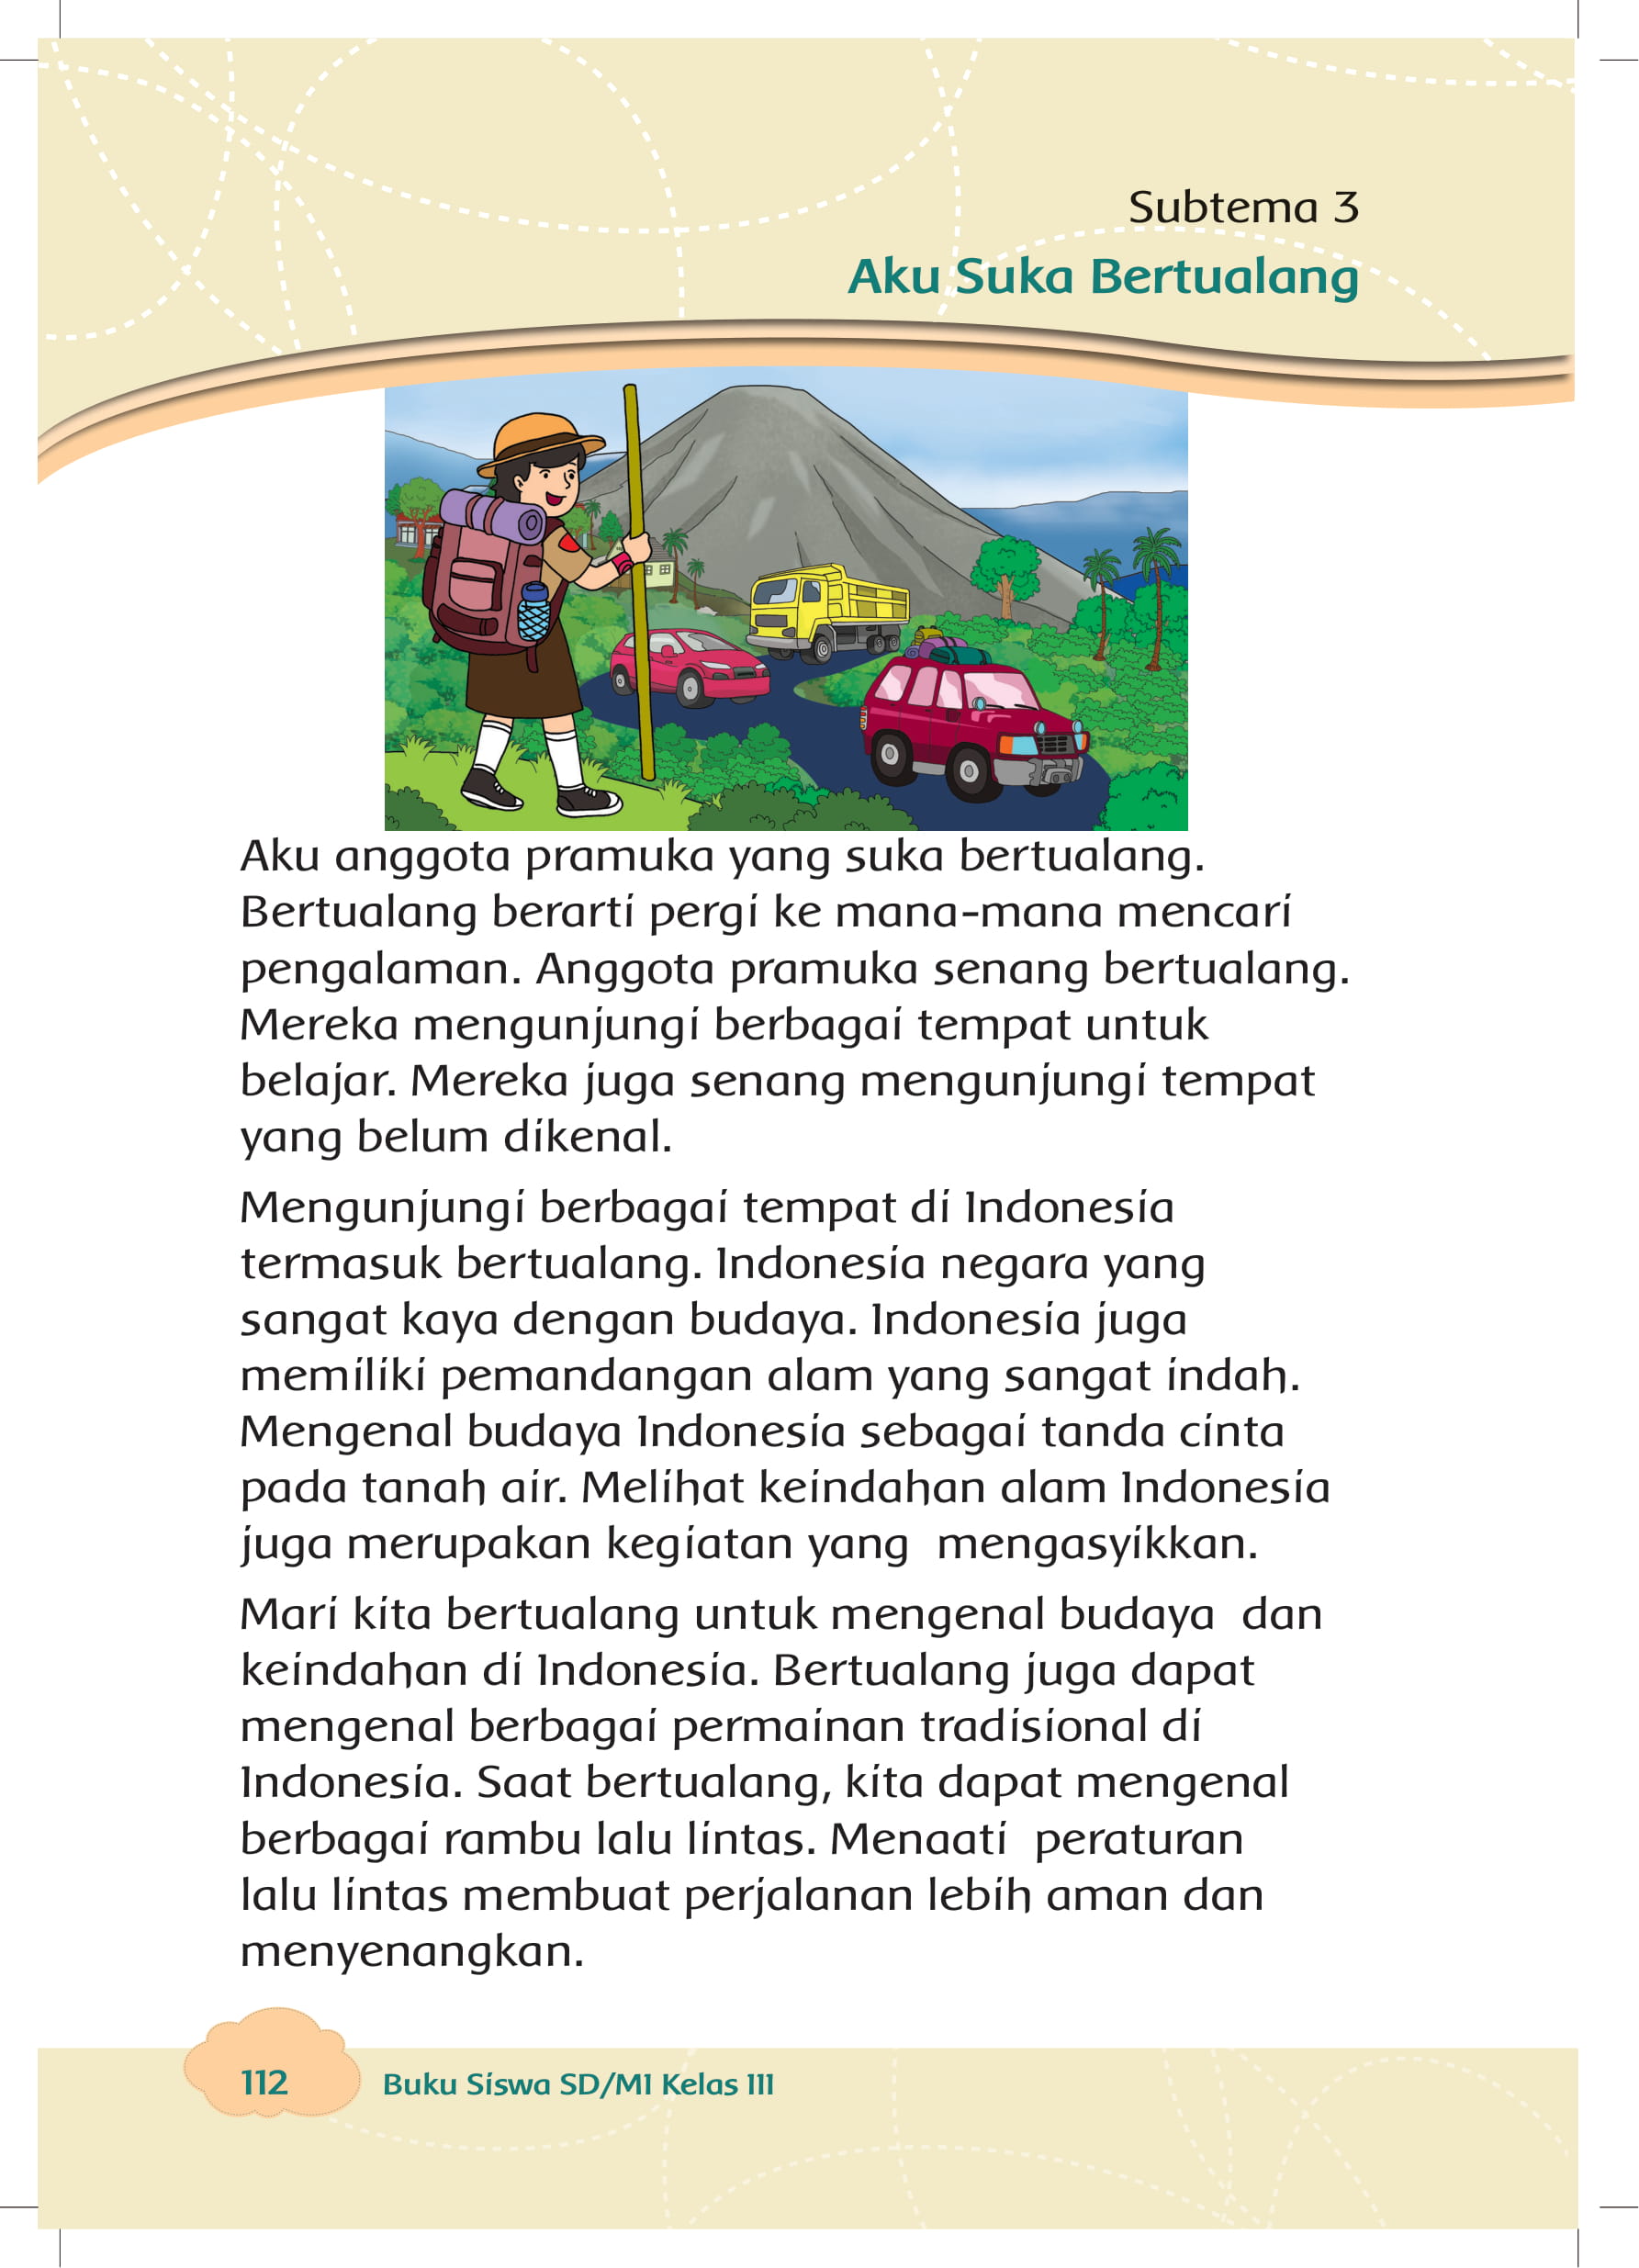 Subtema 3
Aku Suka Bertualang
Aku anggota pramuka yang suka bertualang.
Bertualang berarti pergi ke mana-mana mencari
pengalaman. Anggota pramuka senang bertualang.
Mereka mengunjungi berbagai tempat untuk
belajar. Mereka juga senang mengunjungi tempat
yang belum dikenal.
Mengunjungi berbagai tempat di Indonesia
termasuk bertualang. Indonesia negara yang
sangat kaya dengan budaya. Indonesia juga
memiliki pemandangan alam yang sangat indah.
Mengenal budaya Indonesia sebagai tanda cinta
pada tanah air. Melihat keindahan alam Indonesia
juga merupakan kegiatan yang  mengasyikkan.
Mari kita bertualang untuk mengenal budaya  dan
keindahan di Indonesia. Bertualang juga dapat
mengenal berbagai permainan tradisional di
Indonesia. Saat bertualang, kita dapat mengenal
berbagai rambu lalu lintas. Menaati  peraturan
lalu lintas membuat perjalanan lebih aman dan
menyenangkan.
112 Buku Siswa SD/MI Kelas III